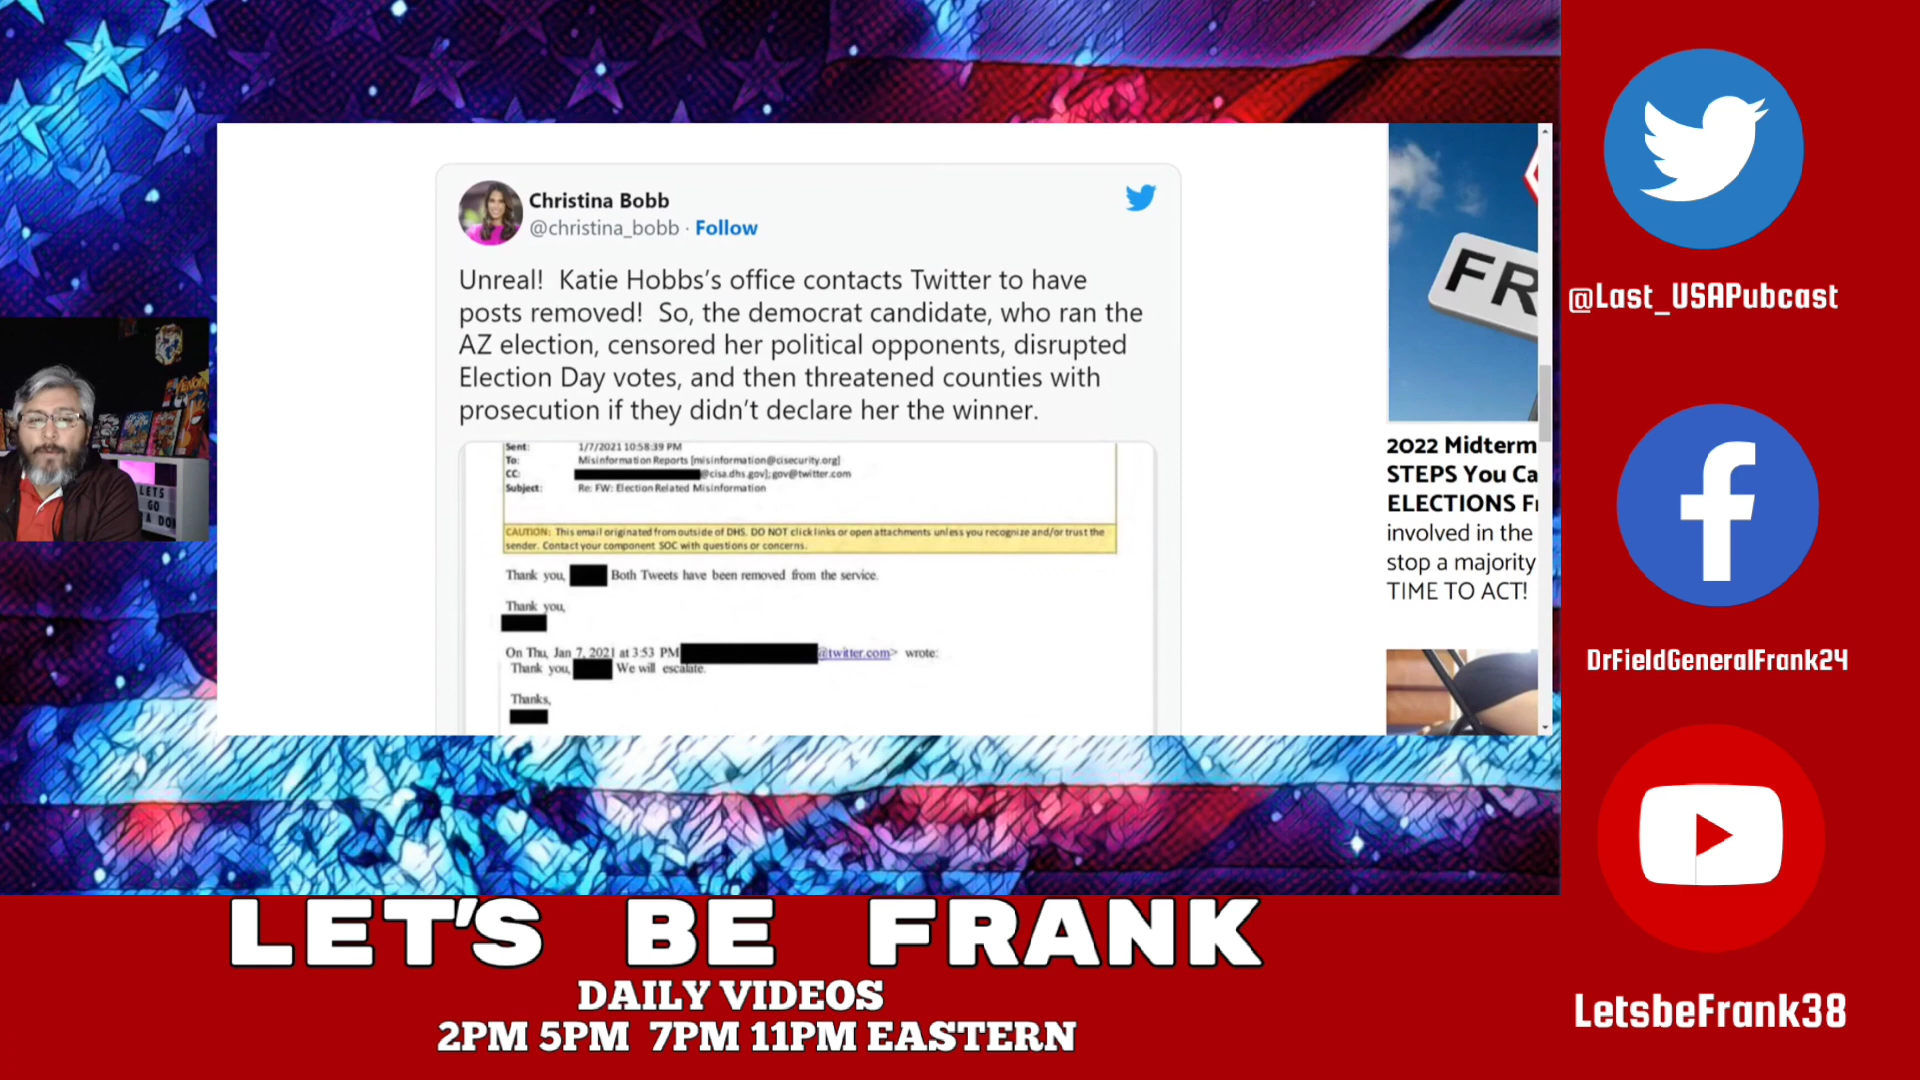 Christina Bobb
@christina_bobb · Follow
Unreal!  Katie Hobbs's office contacts Twitter to have
posts removed!  So, the democrat candidate, who ran the
AZ election, censored her political opponents, disrupted
Election Day votes, and then threatened counties with
prosecution if they didn't declare her the winner.
Sent: 1/7/2021 10:58:39 PM
To: Misinformation Reports [misinformation@cisecurity.org]
CC: @cisa.dhs.gov]; gov@twitter.com
Subject: Re: FW: Election Related Misinformation
CAUTION: This email originated from outside of DHS. DO NOT click links or open attachments unless you recognize and/or trust the
sender. Contact your component SOC with questions or concerns.
Thank you, Both Tweets have been removed from the service.
Thank you,
On Thu, Jan 7, 2021 at 3:53 PM @twitter.com> wrote:
Thank you, We will escalate.
Thanks,
FR
2022 Midterm
STEPS You Ca
ELECTIONS F
involved in the
stop a majority
TIME TO ACT!
LETS
GO
A DON
VENOM
@Last_USAPubcast
DrFieldGeneralFrank24
LetsbeFrank38
LET'S BE FRANK
DAILY VIDEOS
2PM 5PM 7PM 11PM EASTERN